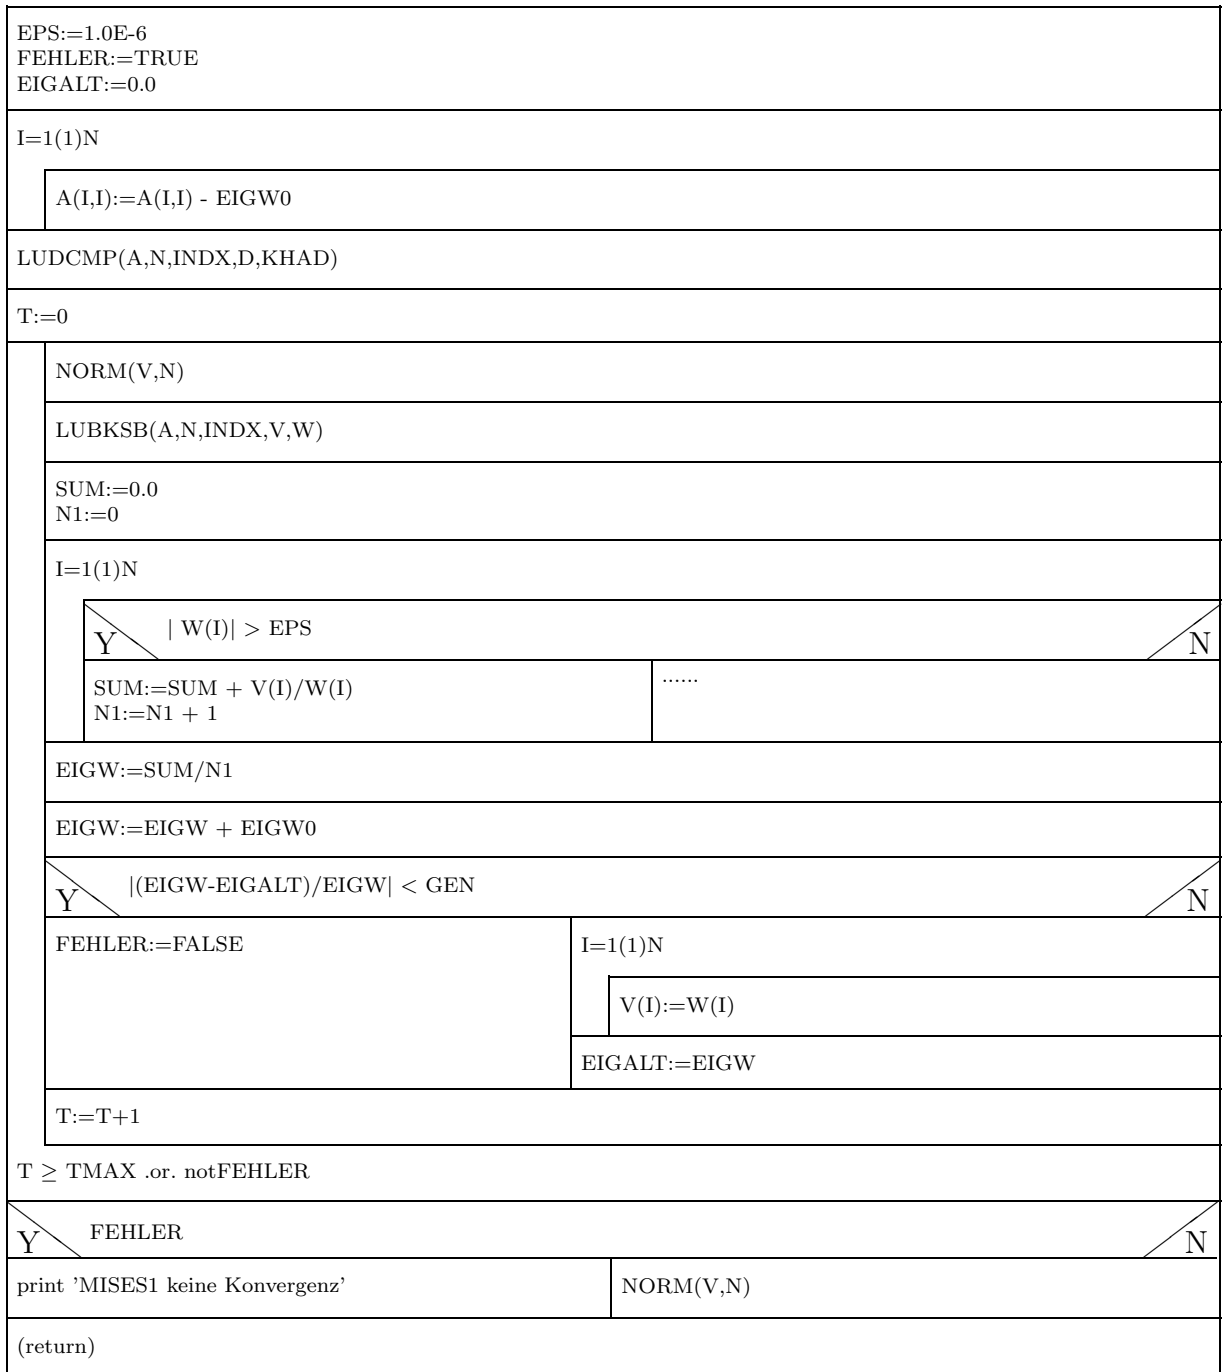 EPS:=1.0E-6
FEHLER:=TRUE
EIGALT:=0.0
I=1(1)N
A(I,I):=A(I,I) - EIGW0
LUDCMP(A,N,INDX,D,KHAD)
T:=0
NORM(V,N)
LUBKSB(A,N,INDX,V,W)
SUM:=0.0
N1:=0
I=1(1)N
Y | W(I)| > EPS N
SUM:=SUM + V(I)/W(I)
N1:=N1 + 1
......
EIGW:=SUM/N1
EIGW:=EIGW + EIGW0
Y |(EIGW-EIGALT)/EIGW| < GEN N
FEHLER:=FALSE
I=1(1)N
V(I):=W(I)
EIGALT:=EIGW
T:=T+1
T ≥ TMAX .or. notFEHLER
Y FEHLER N
print 'MISES1 keine Konvergenz'
NORM(V,N)
(return)